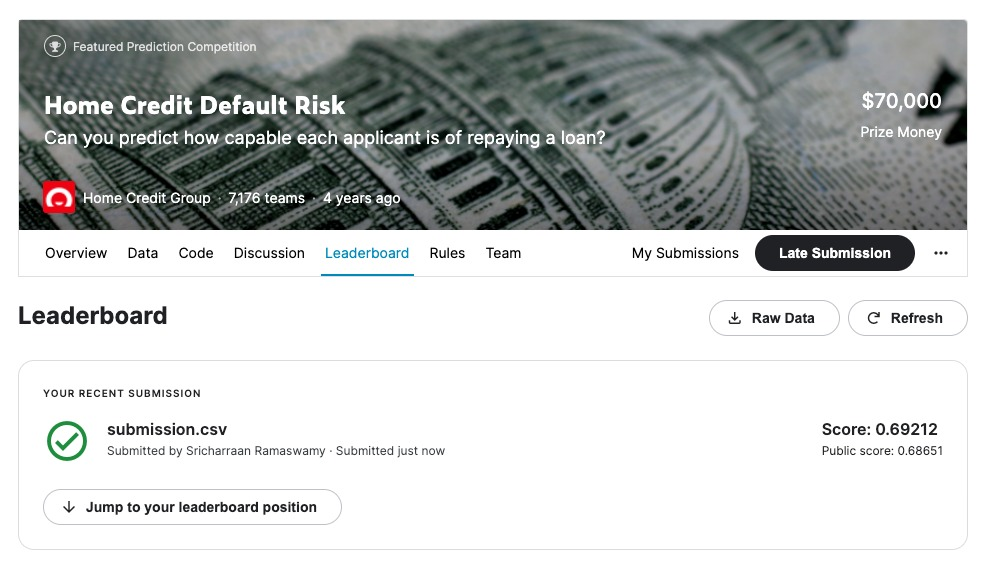 Featured Prediction Competition
Home Credit Default Risk
Can you predict how capable each applicant is of repaying a loan?
$70,000
Prize Money
Home Credit Group · 7,176 teams · 4 years ago
Overview Data Code Discussion Leaderboard Rules Team My Submissions Late Submission ...
Leaderboard
Raw Data Refresh
YOUR RECENT SUBMISSION
submission.csv
Submitted by Sricharraan Ramaswamy · Submitted just now
Score: 0.69212
Public score: 0.68651
Jump to your leaderboard position